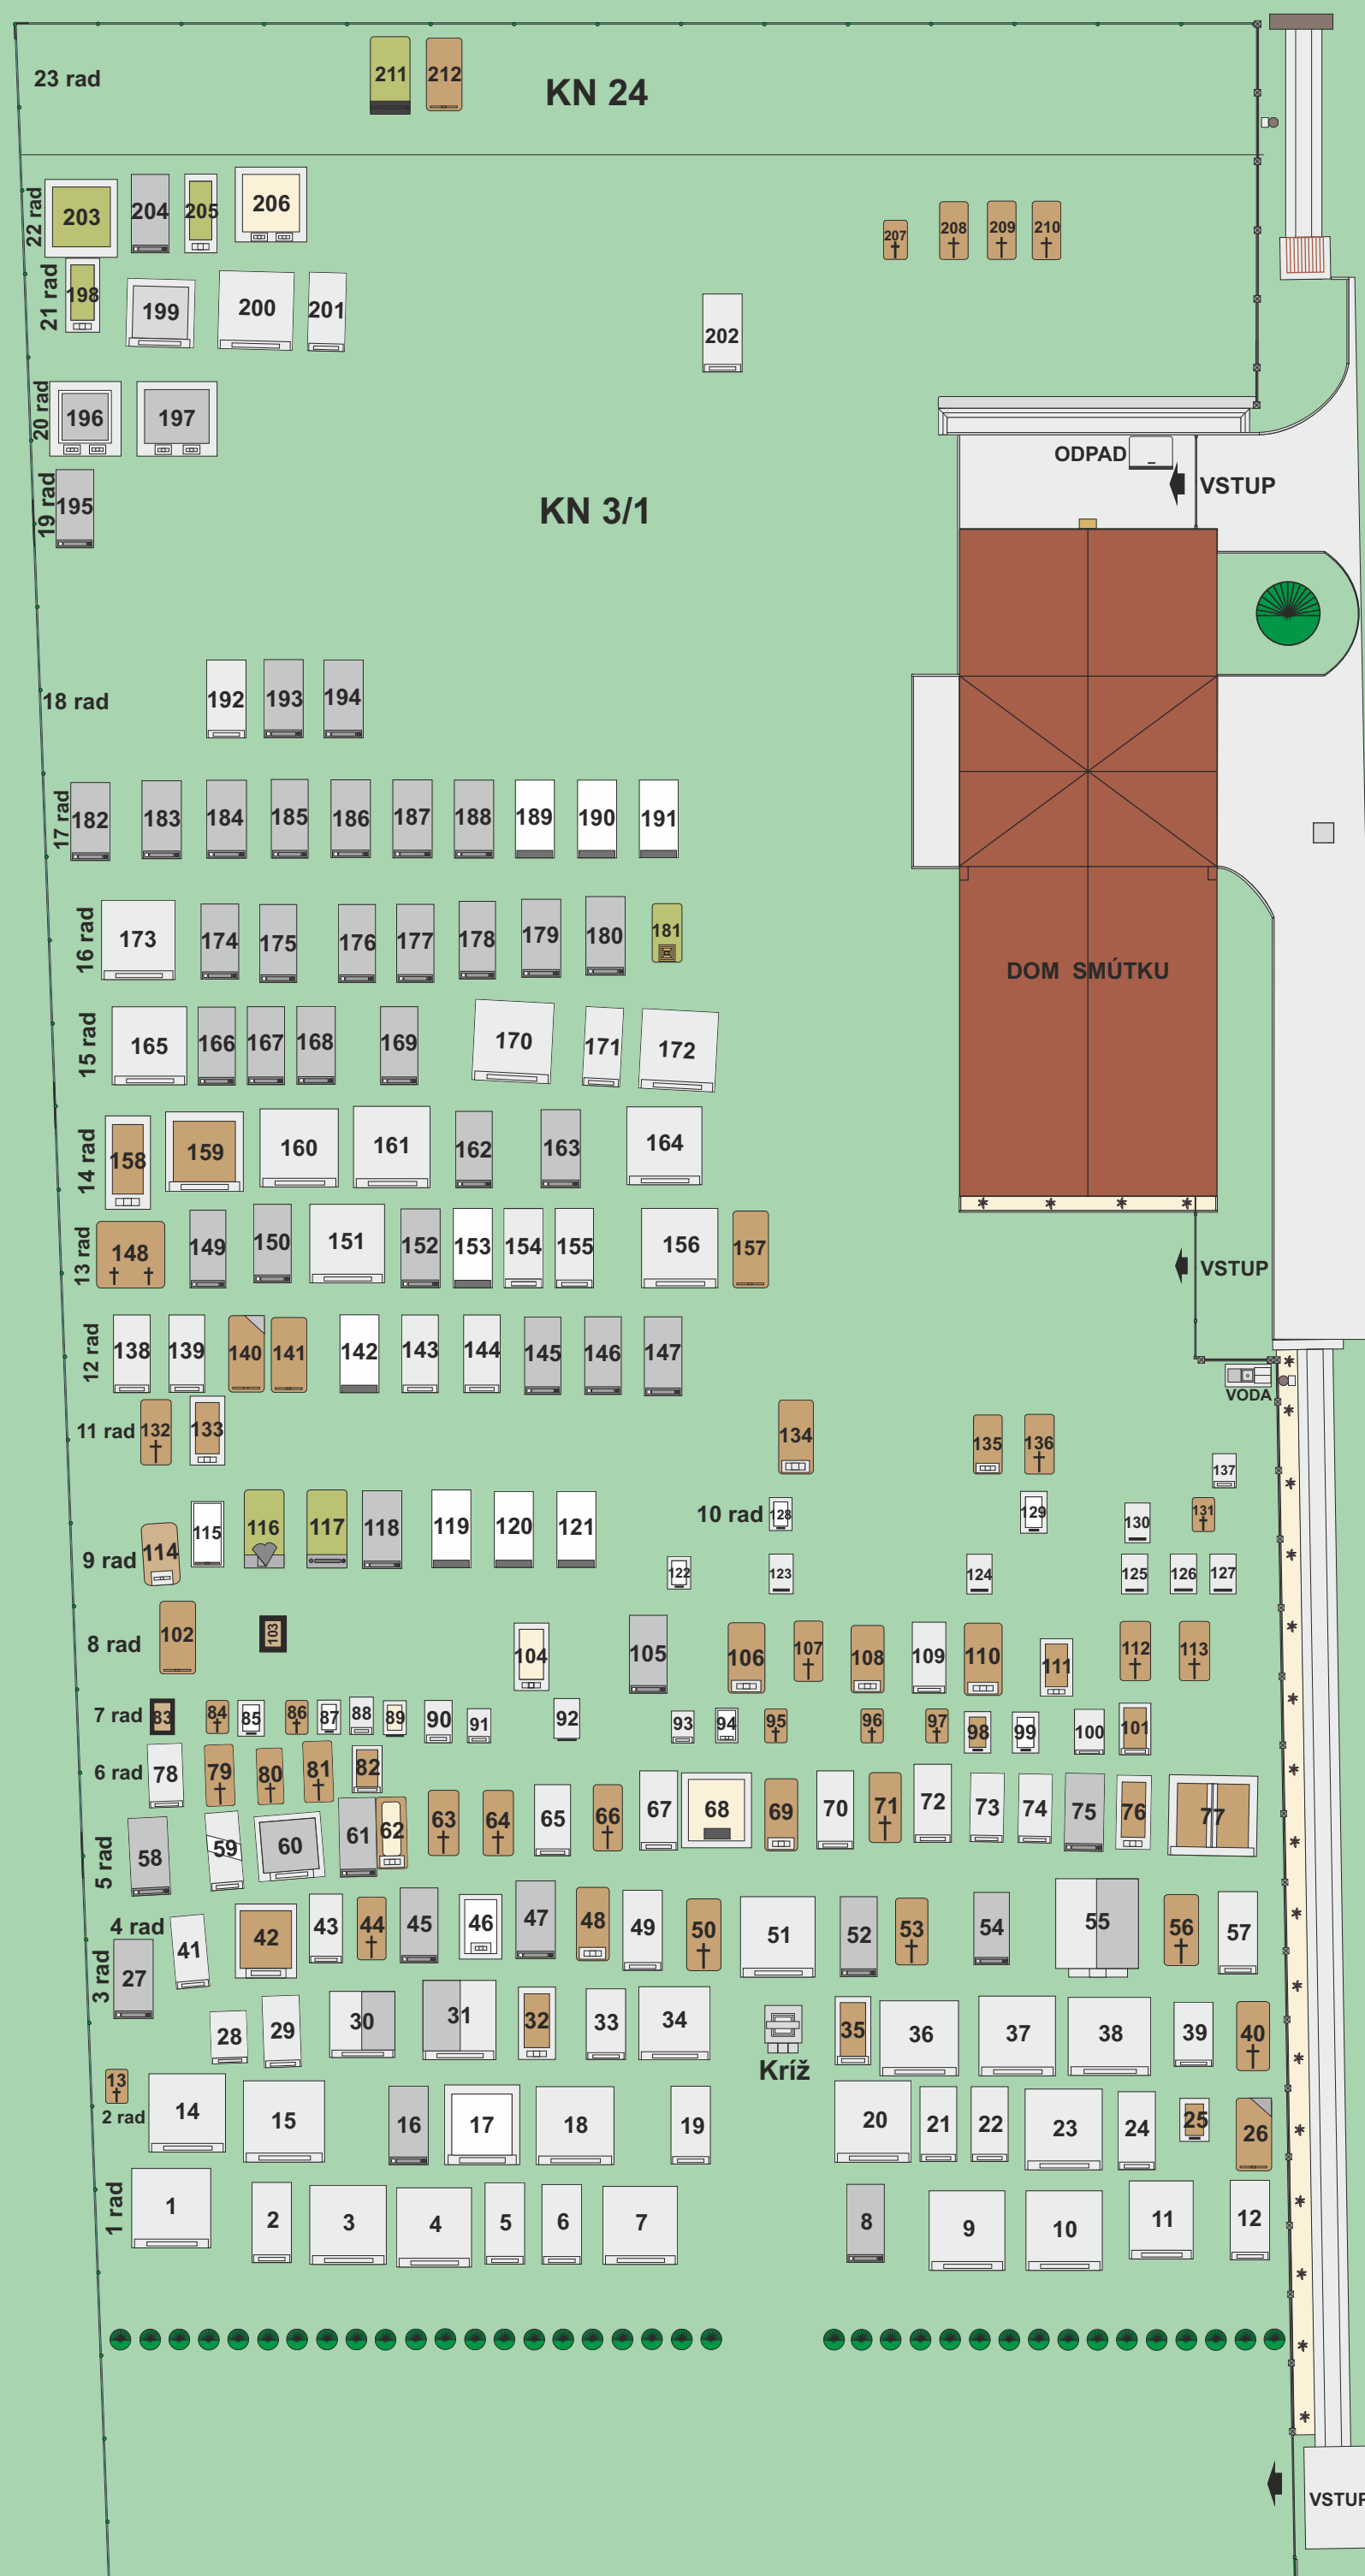 23 rad 211 212 KN 24
22 rad 203 204 205 206 207 208 209 210
21 rad 198 199 200 201 202
20 rad 196 197
ODPAD
VSTUP
19 rad 195
KN 3/1
18 rad 192 193 194
17 rad 182 183 184 185 186 187 188 189 190 191
16 rad 173 174 175 176 177 178 179 180 181
DOM SMÚTKU
15 rad 165 166 167 168 169 170 171 172
14 rad 158 159 160 161 162 163 164
13 rad 148 149 150 151 152 153 154 155 156 157
VSTUP
12 rad 138 139 140 141 142 143 144 145 146 147
VODA
11 rad 132 133 134 135 136 137
10 rad 128 129 130 131
9 rad 114 115 116 117 118 119 120 121 122 123 124 125 126 127
8 rad 102 103 104 105 106 107 108 109 110 111 112 113
7 rad 83 84 85 86 87 88 89 90 91 92 93 94 95 96 97 98 99 100 101
6 rad 78 79 80 81 82
5 rad 58 59 60 61 62 63 64 65 66 67 68 69 70 71 72 73 74 75 76 77
4 rad 41 42 43 44 45 46 47 48 49 50 51 52 53 54 55 56 57
3 rad 27 28 29 30 31 32 33 34 35 36 37 38 39 40
Kríž
2 rad 13 14 15 16 17 18 19 20 21 22 23 24 25 26
1 rad 1 2 3 4 5 6 7 8 9 10 11 12
VSTUP